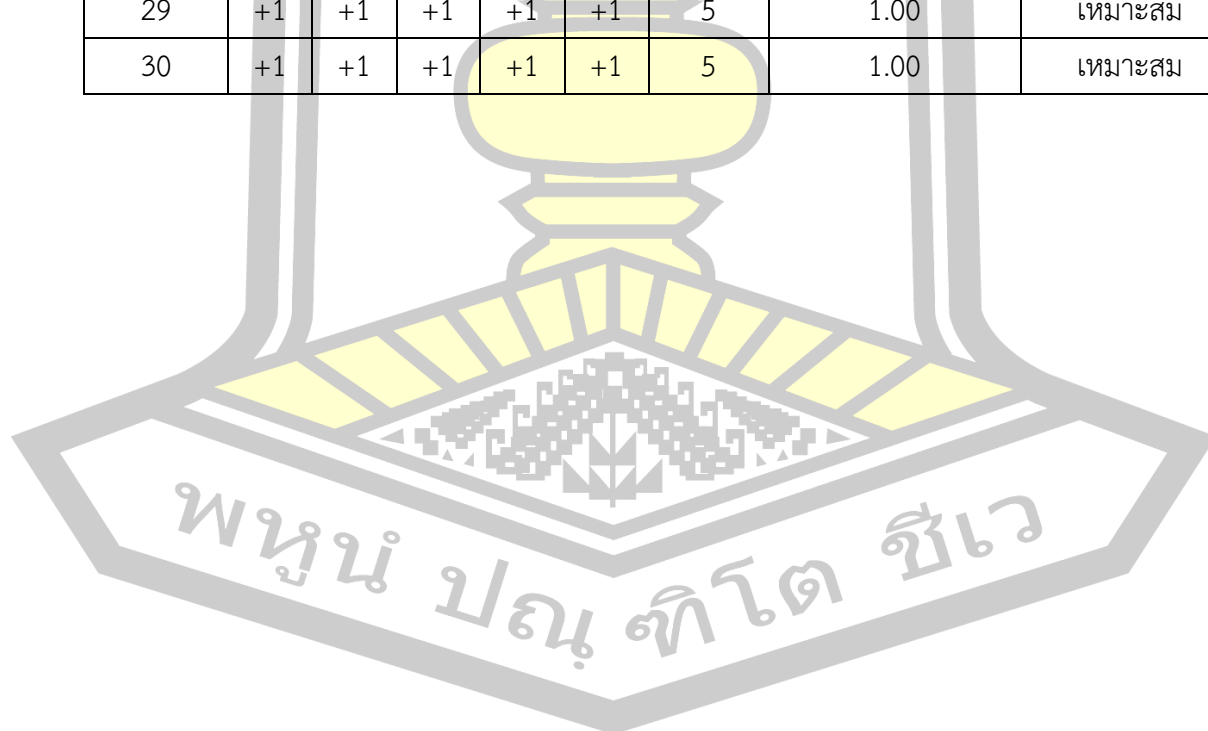 29 +1 +1 +1 +1 +1 5 1.00 เหมาะสม
30 +1 +1 +1 +1 +1 5 1.00 เหมาะสม
พหูนํ ปณฺฑิโต ชีเว